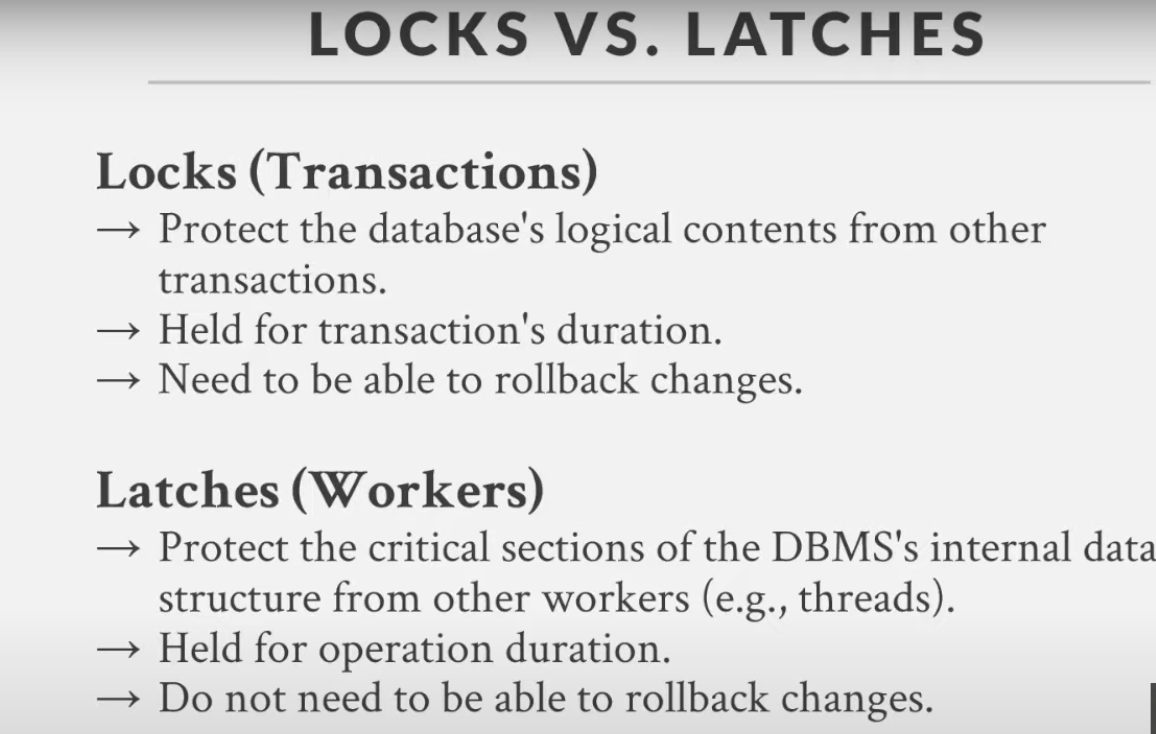 LOCKS VS. LATCHES
Locks (Transactions)
→ Protect the database's logical contents from other
transactions.
→ Held for transaction's duration.
→ Need to be able to rollback changes.
Latches (Workers)
→ Protect the critical sections of the DBMS's internal data
structure from other workers (e.g., threads).
→ Held for operation duration.
→ Do not need to be able to rollback changes.